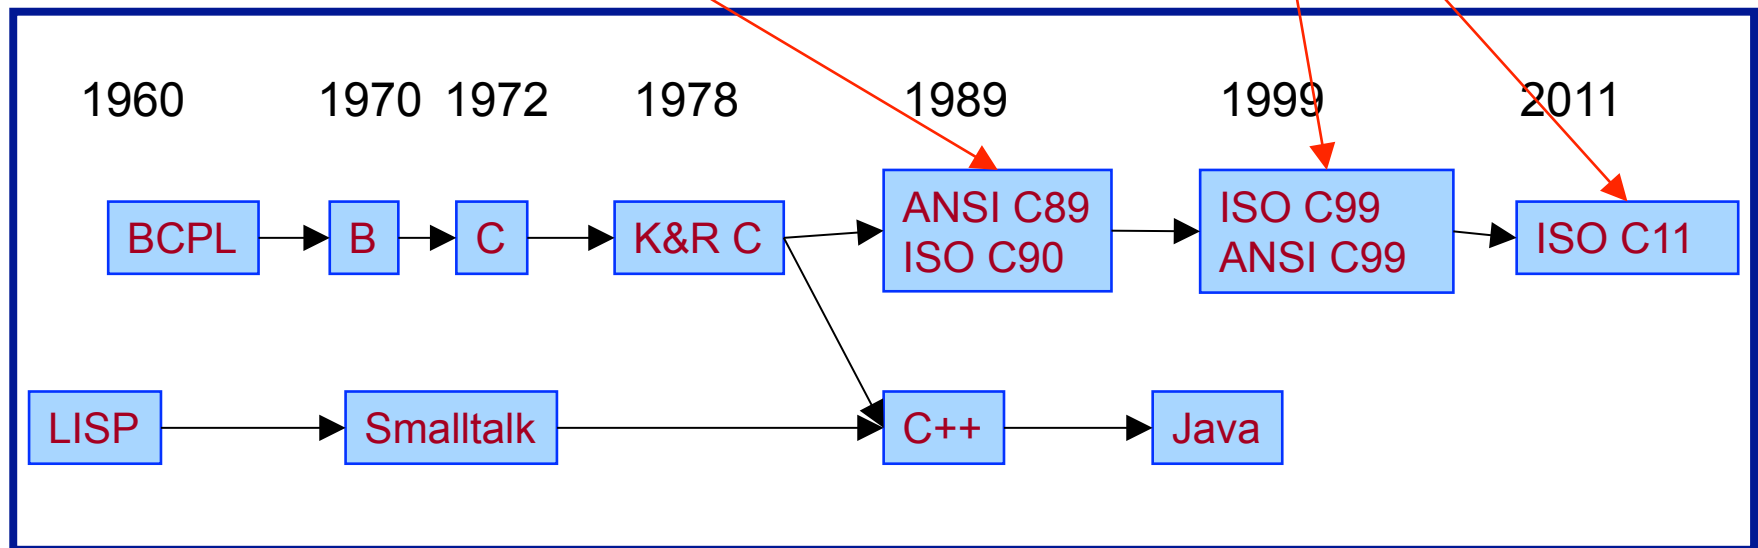 1960 1970 1972 1978 1989 1999 2011
BCPL B C K&R C ANSI C89 ISO C99 ISO C11
ISO C90 ANSI C99
LISP Smalltalk C++ Java